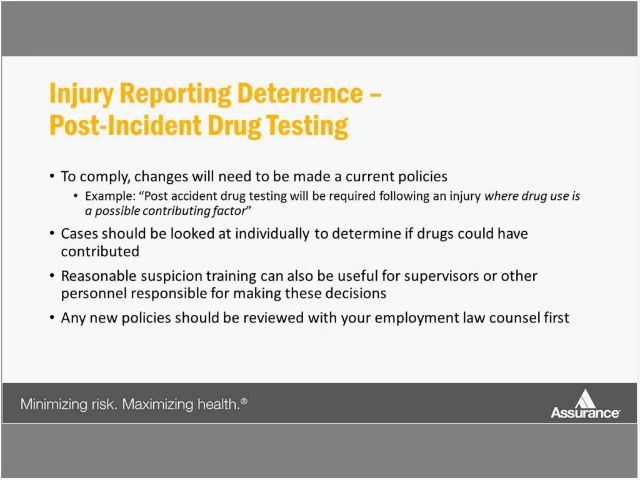 Injury Reporting Deterrence –
Post-Incident Drug Testing
• To comply, changes will need to be made a current policies
• Example: “Post accident drug testing will be required following an injury where drug use is
a possible contributing factor”
• Cases should be looked at individually to determine if drugs could have
contributed
• Reasonable suspicion training can also be useful for supervisors or other
personnel responsible for making these decisions
• Any new policies should be reviewed with your employment law counsel first
Minimizing risk. Maximizing health.®
Assurance